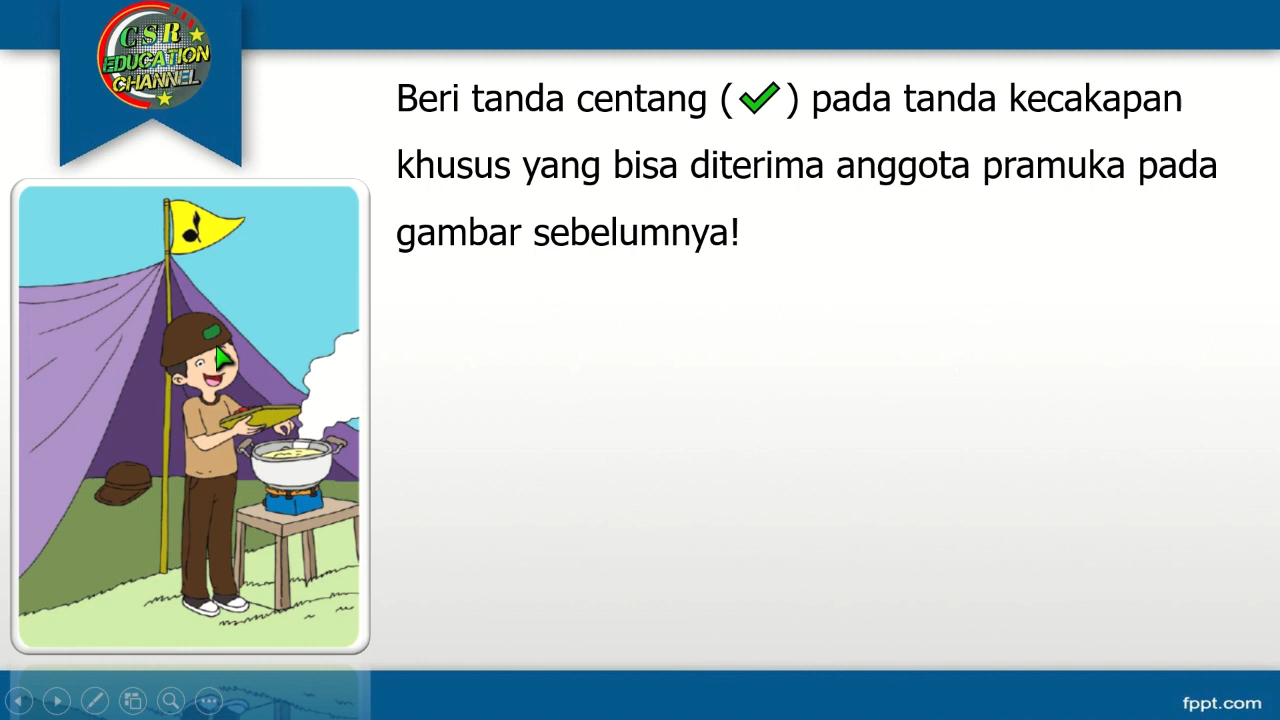 CSR
EDUCATION
CHANNEL
Beri tanda centang (✔) pada tanda kecakapan
khusus yang bisa diterima anggota pramuka pada
gambar sebelumnya!
fppt.com